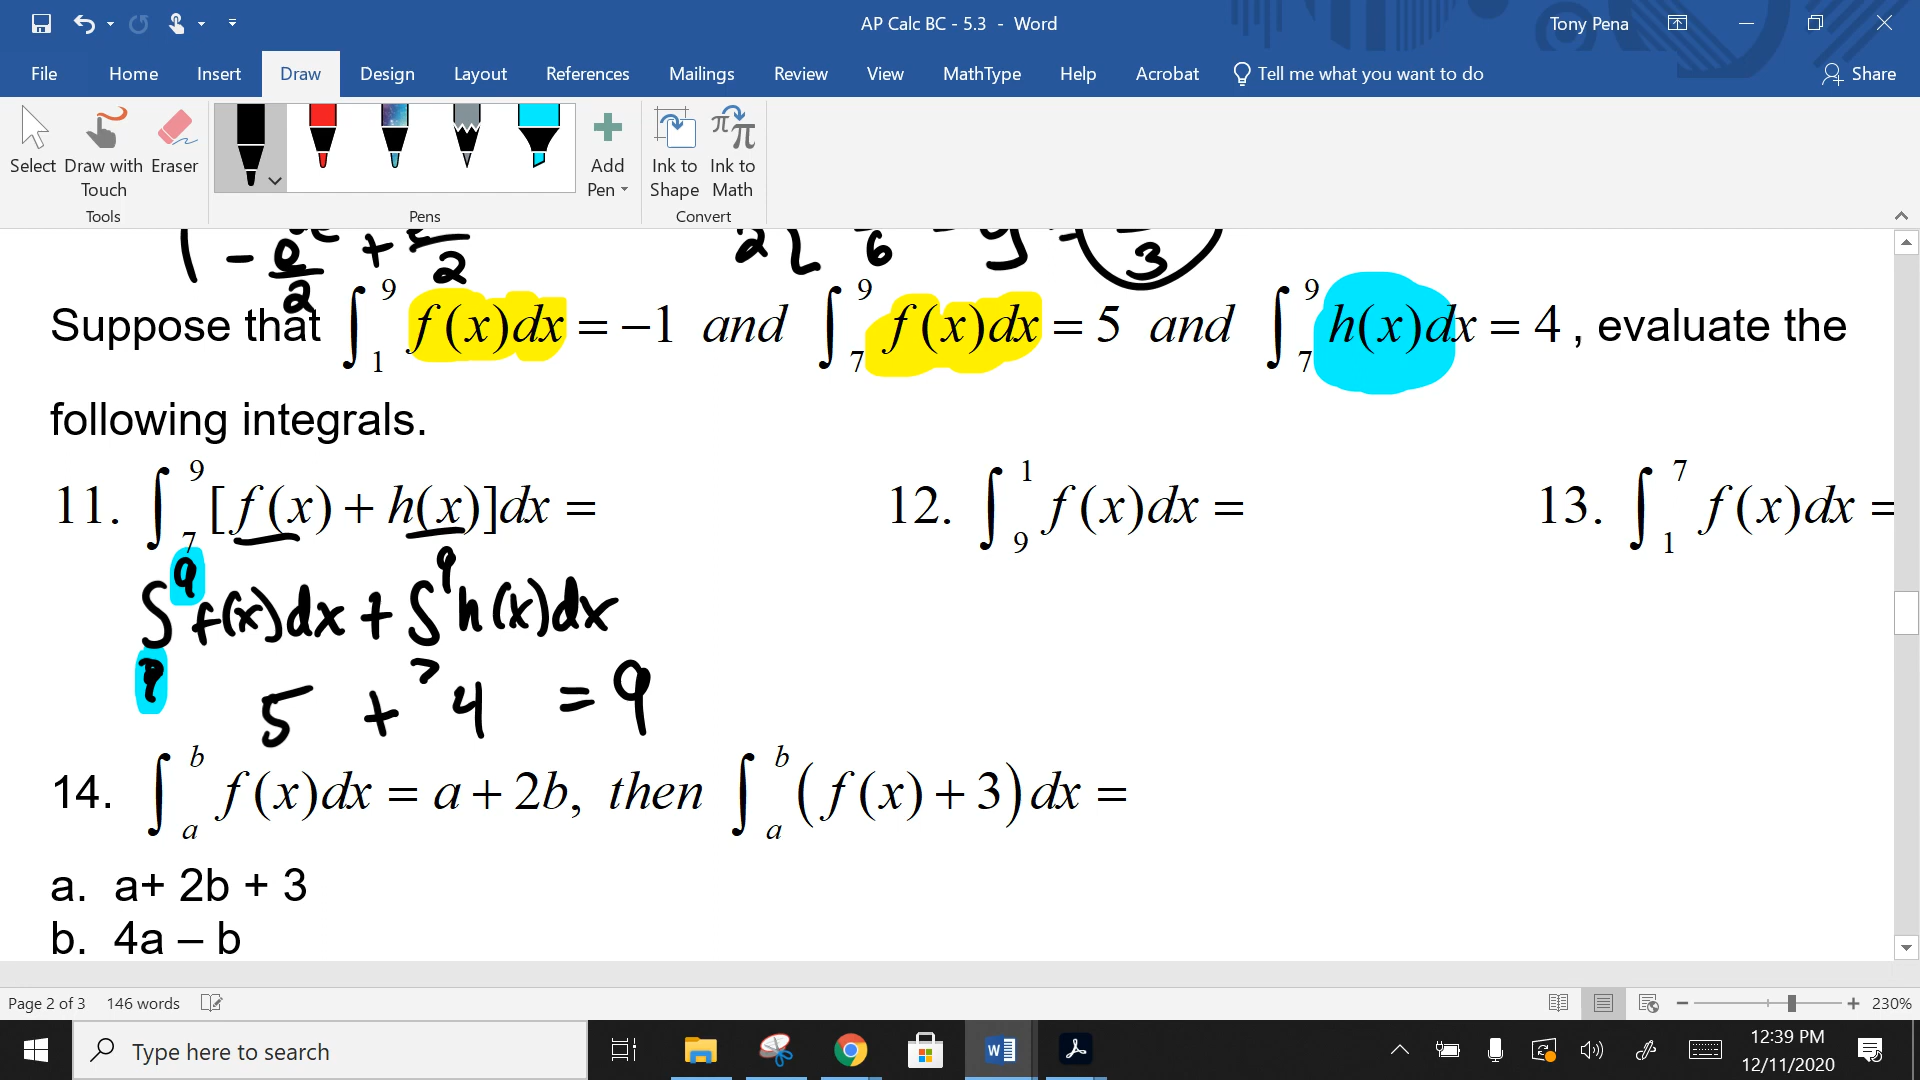 AP Calc BC - 5.3 - Word
Tony Pena
File Home Insert Draw Design Layout References Mailings Review View MathType Help Acrobat Tell me what you want to do Share
Select Draw with Touch Eraser Add Pen Ink to Shape Ink to Math
Tools Pens Convert
Suppose that ∫₁⁹ f(x)dx = −1 and ∫₇⁹ f(x)dx = 5 and ∫₇⁹ h(x)dx = 4 , evaluate the
following integrals.
11. ∫₇⁹ [f(x) + h(x)]dx = 12. ∫₉¹ f(x)dx = 13. ∫₁⁷ f(x)dx =
∫₇⁹ f(x)dx + ∫₇⁹ h(x)dx
5 + 4 = 9
14. ∫ₐᵇ f(x)dx = a + 2b, then ∫ₐᵇ (f(x) + 3)dx =
a. a+ 2b + 3
b. 4a – b
Page 2 of 3 146 words 230%
Type here to search
12:39 PM
12/11/2020